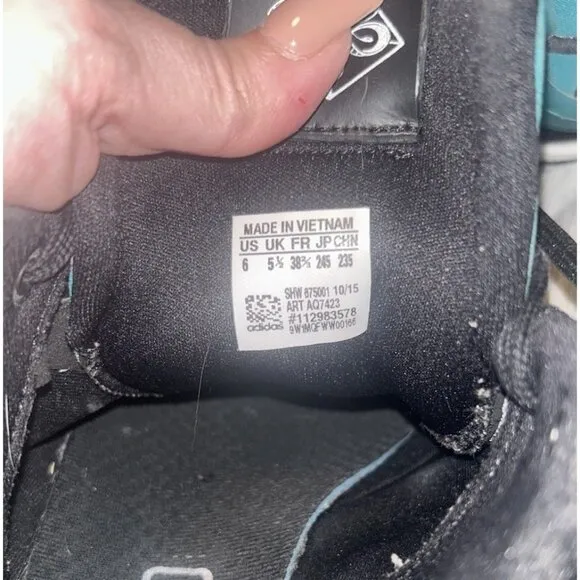 MADE IN VIETNAM
US UK FR JP CHN
6 5½ 38⅔ 245 235
SHW 675001 10/15
ART AQ7423
#112983578
adidas